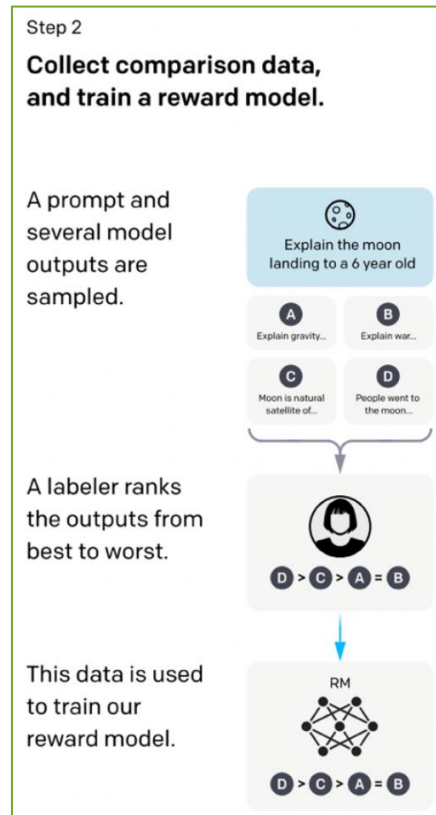 Step 2
Collect comparison data,
and train a reward model.
A prompt and
several model
outputs are
sampled.
Explain the moon
landing to a 6 year old
A
Explain gravity...
B
Explain war...
C
Moon is natural
satellite of...
D
People went to
the moon...
A labeler ranks
the outputs from
best to worst.
D > C > A = B
This data is used
to train our
reward model.
RM
D > C > A = B